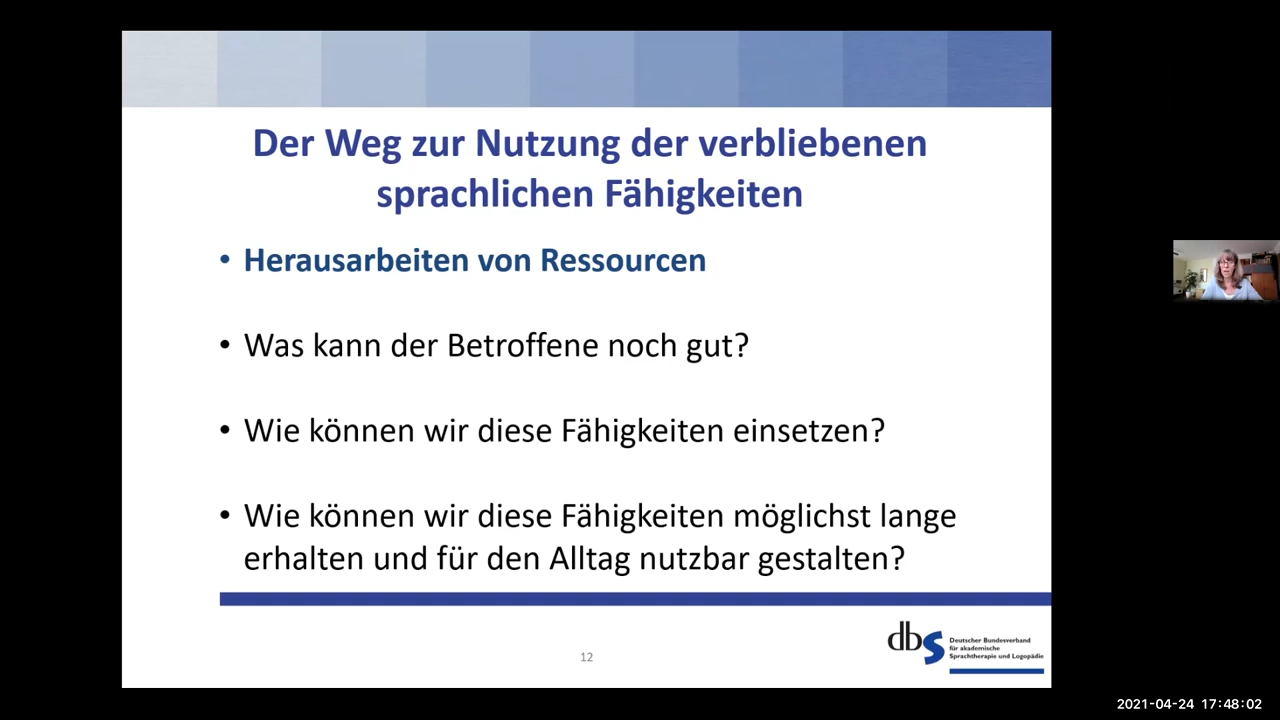 Der Weg zur Nutzung der verbliebenen
sprachlichen Fähigkeiten
• Herausarbeiten von Ressourcen
• Was kann der Betroffene noch gut?
• Wie können wir diese Fähigkeiten einsetzen?
• Wie können wir diese Fähigkeiten möglichst lange
erhalten und für den Alltag nutzbar gestalten?
12
dbs
Deutscher Bundesverband
für akademische
Sprachtherapie und Logopädie
2021-04-24 17:48:02